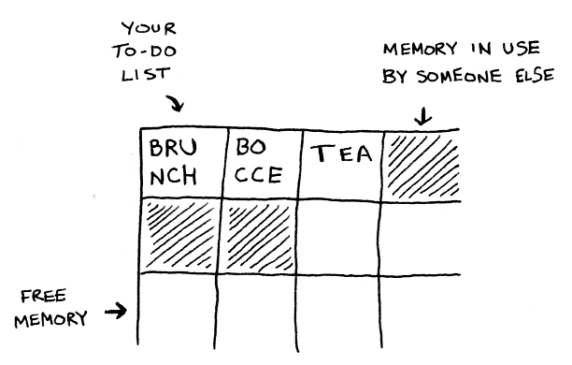 YOUR
TO-DO
LIST
MEMORY IN USE
BY SOMEONE ELSE
BRU
NCH
BO
CCE
TEA
FREE
MEMORY